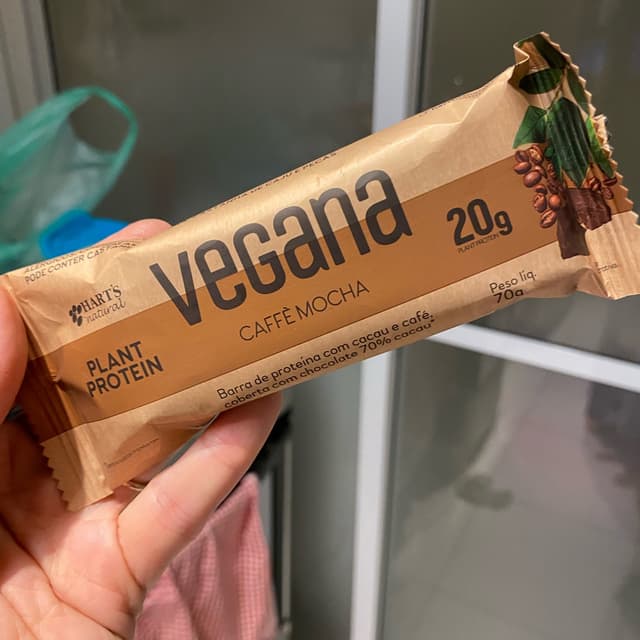 PODE CONTER CAS
HART'S
natural
vegana
CAFFÈ MOCHA
20g
PLANT PROTEIN
PLANT
PROTEIN
Barra de proteína com cacau e café,
coberta com chocolate 70% cacau*
Peso líq.
70g